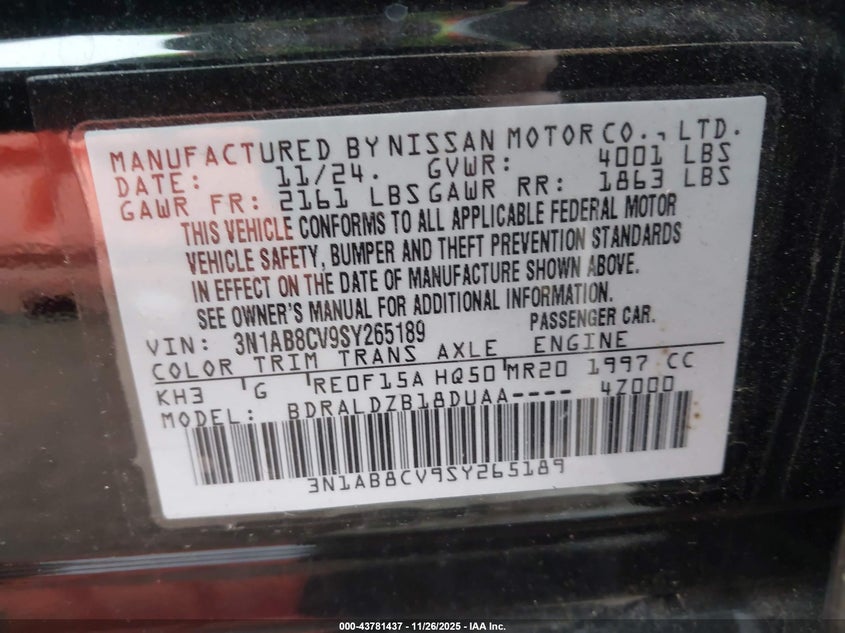 MANUFACTURED BY NISSAN MOTOR CO., LTD.
DATE: 11/24. GVWR: 4001 LBS
GAWR FR: 2161 LBS GAWR RR: 1863 LBS
THIS VEHICLE CONFORMS TO ALL APPLICABLE FEDERAL MOTOR
VEHICLE SAFETY, BUMPER AND THEFT PREVENTION STANDARDS
IN EFFECT ON THE DATE OF MANUFACTURE SHOWN ABOVE.
SEE OWNER'S MANUAL FOR ADDITIONAL INFORMATION.
VIN: 3N1AB8CV9SY265189 PASSENGER CAR.
COLOR TRIM TRANS AXLE ENGINE
KH3 G RE0F15A HQ50 MR20 1997 CC
MODEL: BDRALDZB18DUAA---- 4Z000
3N1AB8CV9SY265189
000-43781437 - 11/26/2025 - IAA Inc.